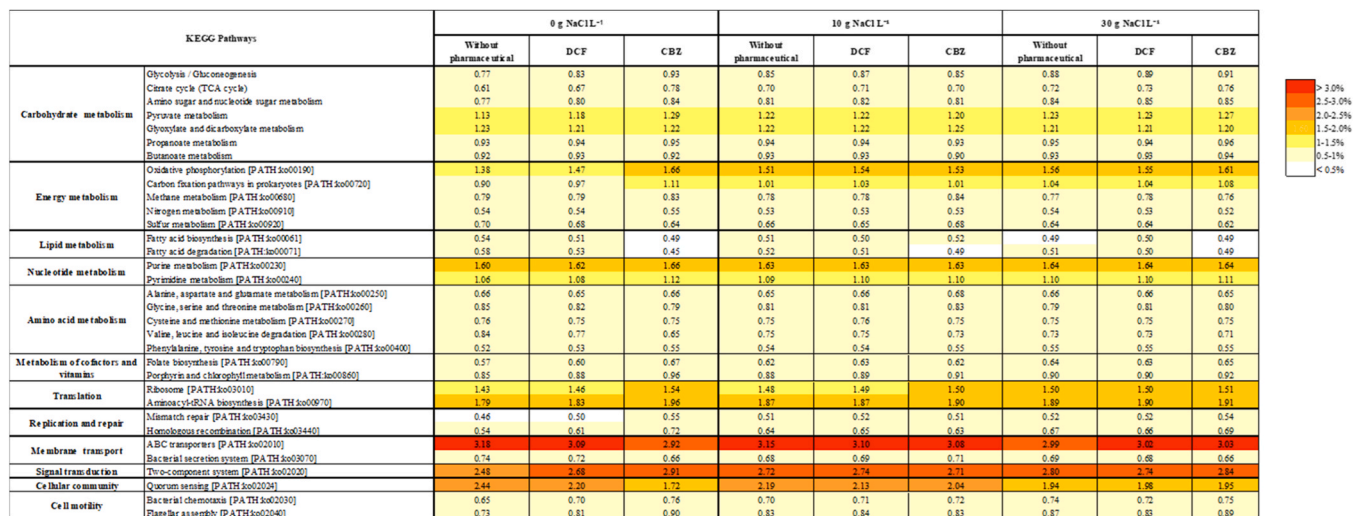 KEGG Pathways 0 g NaCl L⁻¹ 10 g NaCl L⁻¹ 30 g NaCl L⁻¹
Without pharmaceutical DCF CBZ Without pharmaceutical DCF CBZ Without pharmaceutical DCF CBZ
Carbohydrate metabolism
Glycolysis / Gluconeogenesis 0.77 0.83 0.93 0.85 0.87 0.85 0.88 0.89 0.91
Citrate cycle (TCA cycle) 0.61 0.67 0.78 0.70 0.71 0.70 0.72 0.73 0.76
Amino sugar and nucleotide sugar metabolism 0.77 0.80 0.84 0.81 0.82 0.81 0.84 0.85 0.85
Pyruvate metabolism 1.13 1.18 1.29 1.22 1.22 1.20 1.23 1.23 1.27
Glyoxylate and dicarboxylate metabolism 1.23 1.21 1.22 1.22 1.22 1.25 1.21 1.21 1.20
Propanoate metabolism 0.93 0.94 0.95 0.94 0.94 0.93 0.95 0.94 0.96
Butanoate metabolism 0.92 0.93 0.92 0.93 0.93 0.90 0.93 0.93 0.94
Energy metabolism
Oxidative phosphorylation [PATH:ko00190] 1.38 1.47 1.66 1.51 1.54 1.53 1.56 1.55 1.61
Carbon fixation pathways in prokaryotes [PATH:ko00720] 0.90 0.97 1.11 1.01 1.03 1.01 1.04 1.04 1.08
Methane metabolism [PATH:ko00680] 0.79 0.79 0.83 0.78 0.78 0.84 0.77 0.78 0.76
Nitrogen metabolism [PATH:ko00910] 0.54 0.54 0.55 0.53 0.53 0.53 0.54 0.53 0.52
Sulfur metabolism [PATH:ko00920] 0.70 0.68 0.64 0.66 0.65 0.68 0.64 0.64 0.62
Lipid metabolism
Fatty acid biosynthesis [PATH:ko00061] 0.54 0.51 0.49 0.51 0.50 0.52 0.49 0.50 0.49
Fatty acid degradation [PATH:ko00071] 0.58 0.53 0.45 0.52 0.51 0.49 0.51 0.50 0.49
Nucleotide metabolism
Purine metabolism [PATH:ko00230] 1.60 1.62 1.66 1.63 1.63 1.63 1.64 1.64 1.64
Pyrimidine metabolism [PATH:ko00240] 1.06 1.08 1.12 1.09 1.10 1.10 1.10 1.10 1.11
Amino acid metabolism
Alanine, aspartate and glutamate metabolism [PATH:ko00250] 0.66 0.65 0.66 0.65 0.66 0.68 0.66 0.66 0.65
Glycine, serine and threonine metabolism [PATH:ko00260] 0.85 0.82 0.79 0.81 0.81 0.83 0.79 0.81 0.80
Cysteine and methionine metabolism [PATH:ko00270] 0.76 0.75 0.75 0.75 0.76 0.75 0.75 0.75 0.75
Valine, leucine and isoleucine degradation [PATH:ko00280] 0.84 0.77 0.65 0.75 0.75 0.73 0.73 0.73 0.71
Phenylalanine, tyrosine and tryptophan biosynthesis [PATH:ko00400] 0.52 0.53 0.55 0.54 0.54 0.55 0.55 0.55 0.55
Metabolism of cofactors and vitamins
Folate biosynthesis [PATH:ko00790] 0.57 0.60 0.67 0.62 0.63 0.62 0.64 0.63 0.65
Porphyrin and chlorophyll metabolism [PATH:ko00860] 0.85 0.88 0.96 0.88 0.89 0.91 0.90 0.90 0.92
Translation
Ribosome [PATH:ko03010] 1.43 1.46 1.54 1.48 1.49 1.50 1.50 1.50 1.51
Aminoacyl-tRNA biosynthesis [PATH:ko00970] 1.79 1.83 1.96 1.87 1.87 1.90 1.89 1.90 1.91
Replication and repair
Mismatch repair [PATH:ko03430] 0.46 0.50 0.55 0.51 0.52 0.51 0.52 0.52 0.54
Homologous recombination [PATH:ko03440] 0.54 0.61 0.72 0.64 0.65 0.63 0.67 0.66 0.69
Membrane transport
ABC transporters [PATH:ko02010] 3.18 3.09 2.92 3.15 3.10 3.08 2.99 3.02 3.03
Bacterial secretion system [PATH:ko03070] 0.74 0.72 0.66 0.68 0.69 0.71 0.69 0.68 0.66
Signal transduction Two-component system [PATH:ko02020] 2.48 2.68 2.91 2.72 2.74 2.71 2.80 2.74 2.84
Cellular community Quorum sensing [PATH:ko02024] 2.44 2.20 1.72 2.19 2.13 2.04 1.94 1.98 1.95
Cell motility
Bacterial chemotaxis [PATH:ko02030] 0.65 0.70 0.76 0.70 0.71 0.72 0.74 0.72 0.75
Flagellar assembly [PATH:ko02040] 0.73 0.81 0.90 0.83 0.84 0.83 0.87 0.83 0.89
> 3.0%
2.5-3.0%
2.0-2.5%
1.5-2.0%
1-1.5%
0.5-1%
< 0.5%